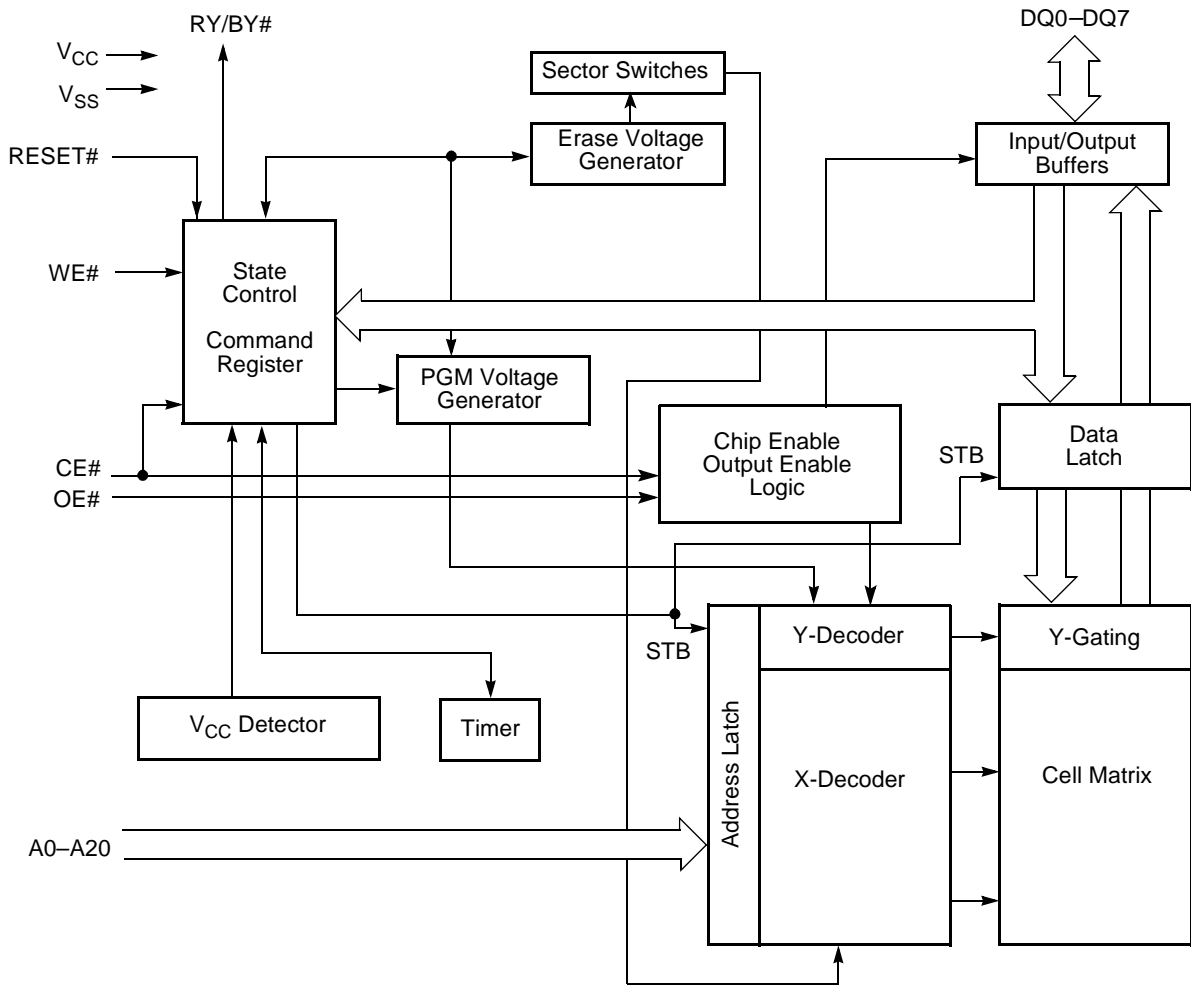 RY/BY#
DQ0–DQ7
VCC
VSS
Sector Switches
Erase Voltage
Generator
Input/Output
Buffers
RESET#
WE#
State
Control
Command
Register
PGM Voltage
Generator
Chip Enable
Output Enable
Logic
STB
Data
Latch
CE#
OE#
STB
Y-Decoder
Y-Gating
VCC Detector
Timer
Address Latch
X-Decoder
Cell Matrix
A0–A20